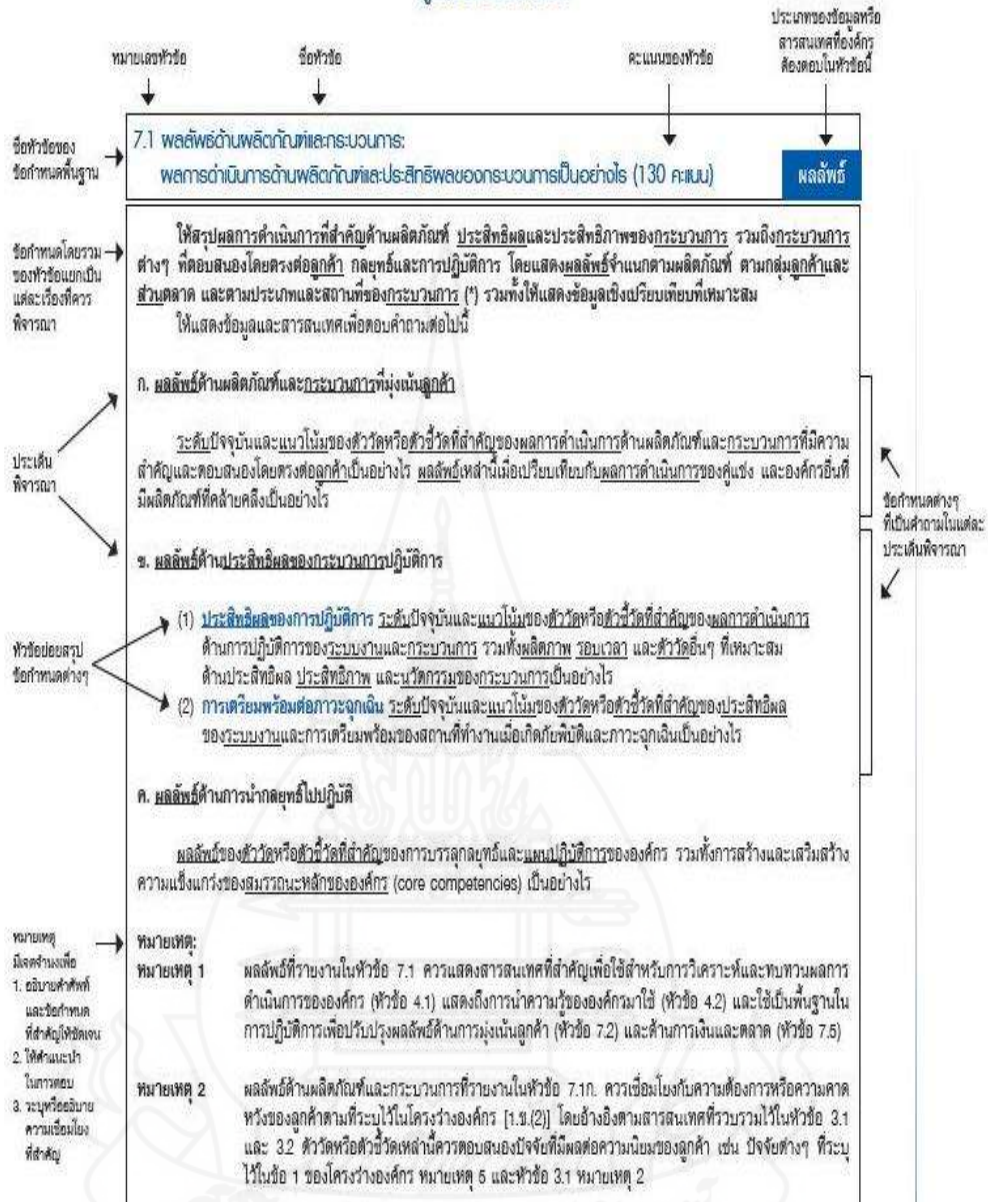 ประเภทของข้อมูลหรือ
สารสนเทศที่องค์กร
ต้องตอบในหัวข้อนี้
หมายเลขหัวข้อ
ชื่อหัวข้อ
คะแนนของหัวข้อ
ชื่อหัวข้อของ
ข้อกำหนดพื้นฐาน
7.1 ผลลัพธ์ด้านผลิตภัณฑ์และกระบวนการ:
ผลการดำเนินการด้านผลิตภัณฑ์และประสิทธิผลของกระบวนการเป็นอย่างไร (130 คะแนน)
ผลลัพธ์
ข้อกำหนดโดยรวม
ของหัวข้อแยกเป็น
แต่ละเรื่องที่ควร
พิจารณา
ให้สรุปผลการดำเนินการที่สำคัญด้านผลิตภัณฑ์ ประสิทธิผลและประสิทธิภาพของกระบวนการ รวมถึงกระบวนการ
ต่างๆ ที่ตอบสนองโดยตรงต่อลูกค้า กลยุทธ์และการปฏิบัติการ โดยแสดงผลลัพธ์จำแนกตามผลิตภัณฑ์ ตามกลุ่มลูกค้าและ
ส่วนตลาด และตามประเภทและสถานที่ของกระบวนการ (*) รวมทั้งให้แสดงข้อมูลเชิงเปรียบเทียบที่เหมาะสม
ให้แสดงข้อมูลและสารสนเทศเพื่อตอบคำถามต่อไปนี้
ก. ผลลัพธ์ด้านผลิตภัณฑ์และกระบวนการที่มุ่งเน้นลูกค้า
ประเด็น
พิจารณา
ระดับปัจจุบันและแนวโน้มของตัววัดหรือตัวชี้วัดที่สำคัญของผลการดำเนินการด้านผลิตภัณฑ์และกระบวนการที่มีความ
สำคัญและตอบสนองโดยตรงต่อลูกค้าเป็นอย่างไร ผลลัพธ์เหล่านี้เมื่อเปรียบเทียบกับผลการดำเนินการของคู่แข่ง และองค์กรอื่นที่
มีผลิตภัณฑ์ที่คล้ายคลึงเป็นอย่างไร
ข้อกำหนดต่างๆ
ที่เป็นคำถามในแต่ละ
ประเด็นพิจารณา
ข. ผลลัพธ์ด้านประสิทธิผลของกระบวนการปฏิบัติการ
หัวข้อย่อยสรุป
ข้อกำหนดต่างๆ
(1) ประสิทธิผลของการปฏิบัติการ ระดับปัจจุบันและแนวโน้มของตัววัดหรือตัวชี้วัดที่สำคัญของผลการดำเนินการ
ด้านการปฏิบัติการของระบบงานและกระบวนการ รวมทั้งผลิตภาพ รอบเวลา และตัววัดอื่นๆ ที่เหมาะสม
ด้านประสิทธิผล ประสิทธิภาพ และนวัตกรรมของกระบวนการเป็นอย่างไร
(2) การเตรียมพร้อมต่อภาวะฉุกเฉิน ระดับปัจจุบันและแนวโน้มของตัววัดหรือตัวชี้วัดที่สำคัญของประสิทธิผล
ของระบบงานและการเตรียมพร้อมของสถานที่ทำงานเมื่อเกิดภัยพิบัติและภาวะฉุกเฉินเป็นอย่างไร
ค. ผลลัพธ์ด้านการนำกลยุทธ์ไปปฏิบัติ
ผลลัพธ์ของตัววัดหรือตัวชี้วัดที่สำคัญของการบรรลุกลยุทธ์และแผนปฏิบัติการขององค์กร รวมทั้งการสร้างและเสริมสร้าง
ความแข็งแกร่งของสมรรถนะหลักขององค์กร (core competencies) เป็นอย่างไร
หมายเหตุ
มีเจตจำนงเพื่อ
1. อธิบายคำศัพท์
และข้อกำหนด
ที่สำคัญให้ชัดเจน
2. ให้คำแนะนำ
ในการตอบ
3. ระบุหรืออธิบาย
ความเชื่อมโยง
ที่สำคัญ
หมายเหตุ:
หมายเหตุ 1 ผลลัพธ์ที่รายงานในหัวข้อ 7.1 ควรแสดงสารสนเทศที่สำคัญเพื่อใช้สำหรับการวิเคราะห์และทบทวนผลการ
ดำเนินการขององค์กร (หัวข้อ 4.1) แสดงถึงการนำความรู้ขององค์กรมาใช้ (หัวข้อ 4.2) และใช้เป็นพื้นฐานใน
การปฏิบัติการเพื่อปรับปรุงผลลัพธ์ด้านการมุ่งเน้นลูกค้า (หัวข้อ 7.2) และด้านการเงินและตลาด (หัวข้อ 7.5)
หมายเหตุ 2 ผลลัพธ์ด้านผลิตภัณฑ์และกระบวนการที่รายงานในหัวข้อ 7.1ก. ควรเชื่อมโยงกับความต้องการหรือความคาด
หวังของลูกค้าตามที่ระบุไว้ในโครงร่างองค์กร [1.ข.(2)] โดยอ้างอิงตามสารสนเทศที่รวบรวมไว้ในหัวข้อ 3.1
และ 3.2 ตัววัดหรือตัวชี้วัดเหล่านี้ควรตอบสนองปัจจัยที่มีผลต่อความนิยมของลูกค้า เช่น ปัจจัยต่างๆ ที่ระบุ
ไว้ในข้อ 1 ของโครงร่างองค์กร หมายเหตุ 5 และหัวข้อ 3.1 หมายเหตุ 2